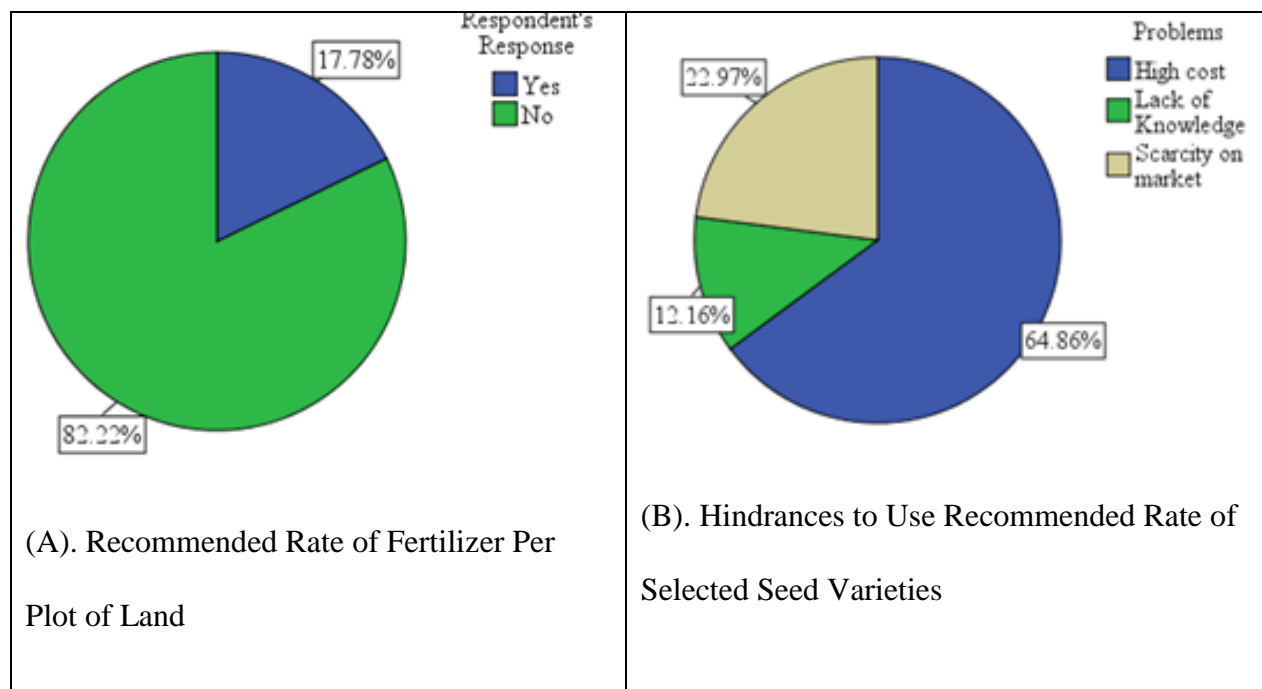 Respondent's
Response
Yes
No
17.78%
82.22%
(A). Recommended Rate of Fertilizer Per
Plot of Land
Problems
High cost
Lack of
Knowledge
Scarcity on
market
22.97%
12.16%
64.86%
(B). Hindrances to Use Recommended Rate of
Selected Seed Varieties